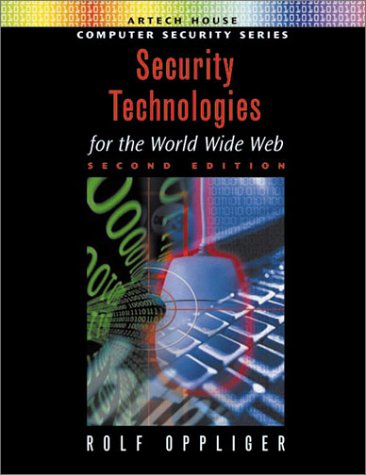 ARTECH HOUSE
COMPUTER SECURITY SERIES
Security
Technologies
for the World Wide Web
SECOND EDITION
ROLF OPPLIGER